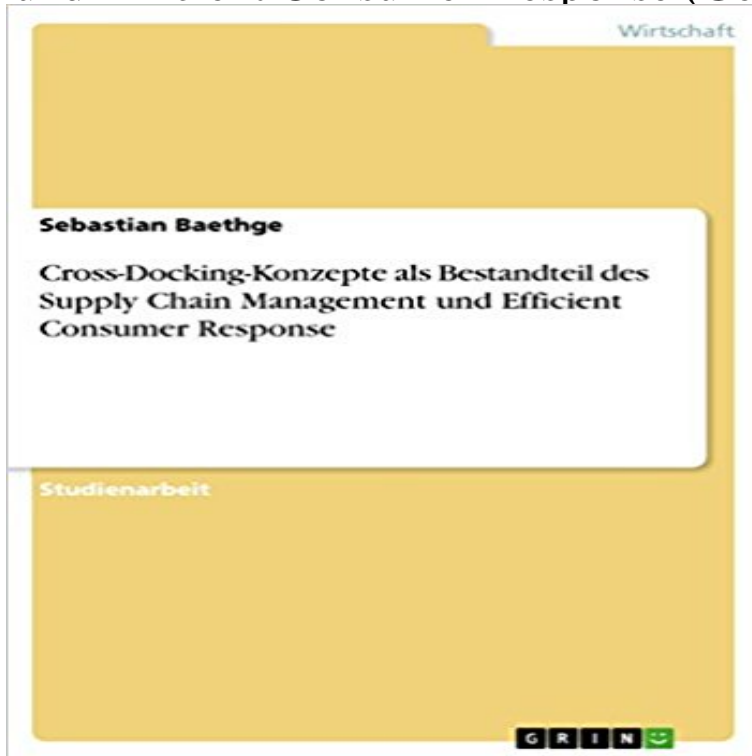 Wirtschaft
Sebastian Baethge
Cross-Docking-Konzepte als Bestandteil des
Supply Chain Management und Efficient
Consumer Response
Studienarbeit
GRIN